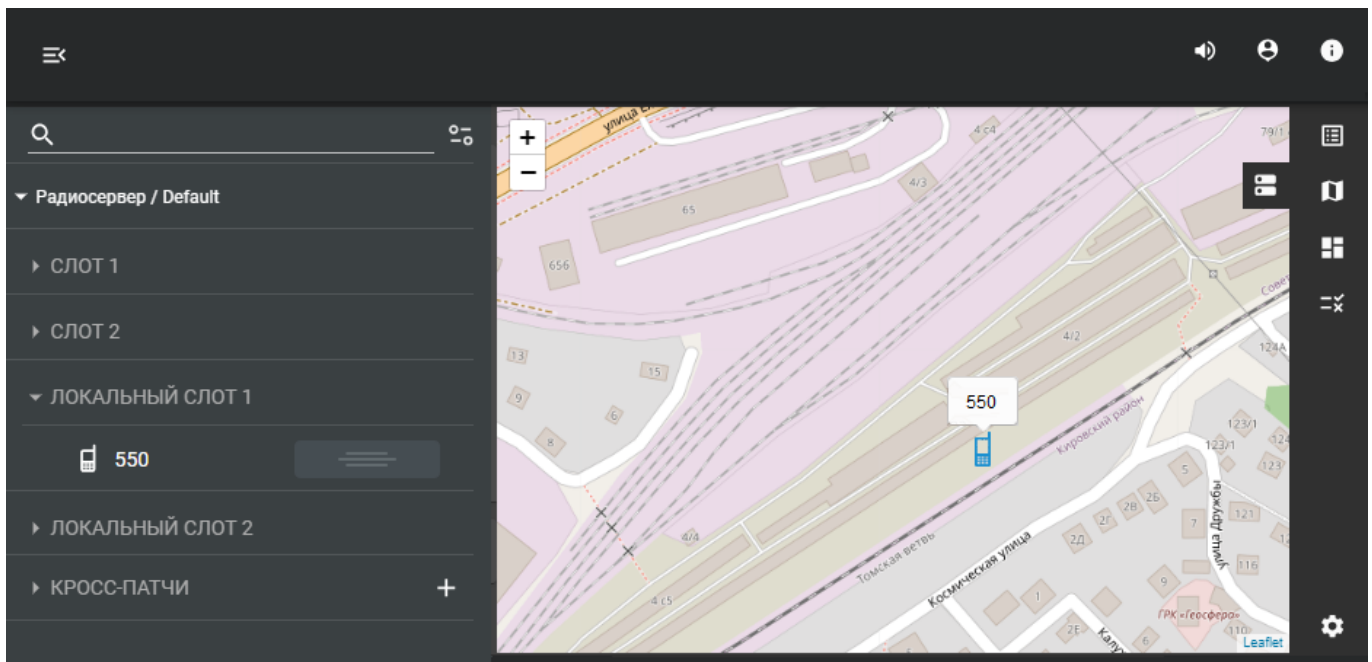 Радиосервер / Default
СЛОТ 1
СЛОТ 2
ЛОКАЛЬНЫЙ СЛОТ 1
550
ЛОКАЛЬНЫЙ СЛОТ 2
КРОСС-ПАТЧИ
+
+
−
улица
4 с4
79/1
4/3
65
656
4/2
124А
13
15
9
6
8
550
Кировский район
123/1
123/1
124
123
5
2Б
2В
2Г
2Д
7
121
улица Дружбы
116
4/4
Томская ветвь
Космическая улица
4 с5
1
9
ГРК «Геосфера»
2Е
6
110
Leaflet